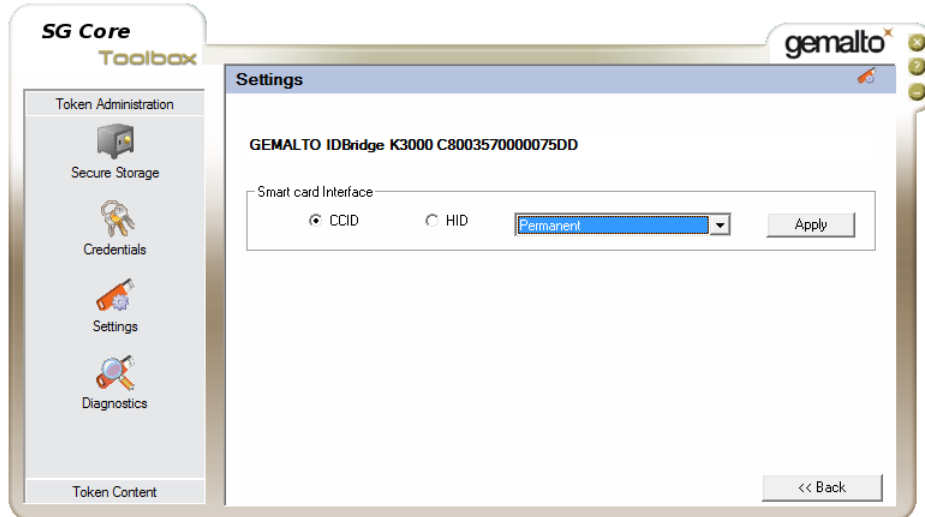 SG Core
Toolbox
gemalto
Settings
Token Administration
Secure Storage
Credentials
Settings
Diagnostics
Token Content
GEMALTO IDBridge K3000 C8003570000075DD
Smart card Interface
CCID HID Permanent Apply
<< Back